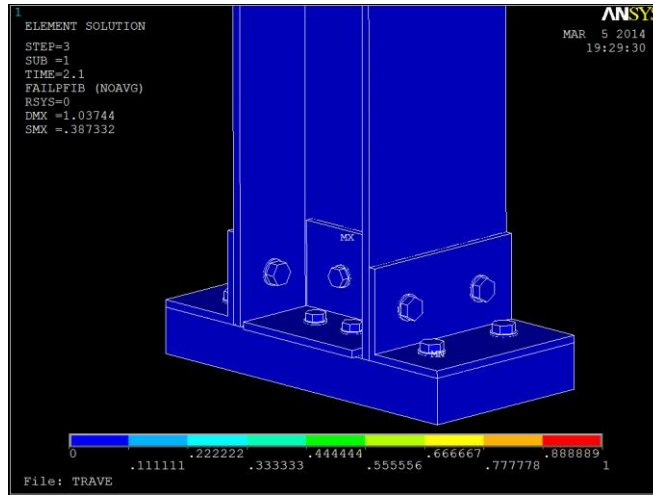 1
ELEMENT SOLUTION
STEP=3
SUB =1
TIME=2.1
FAILPFIB (NOAVG)
RSYS=0
DMX =1.03744
SMX =.387332
ANSYS
MAR 5 2014
19:29:30
MX
MN
0 .222222 .444444 .666667 .888889
.111111 .333333 .555556 .777778 1
File: TRAVE